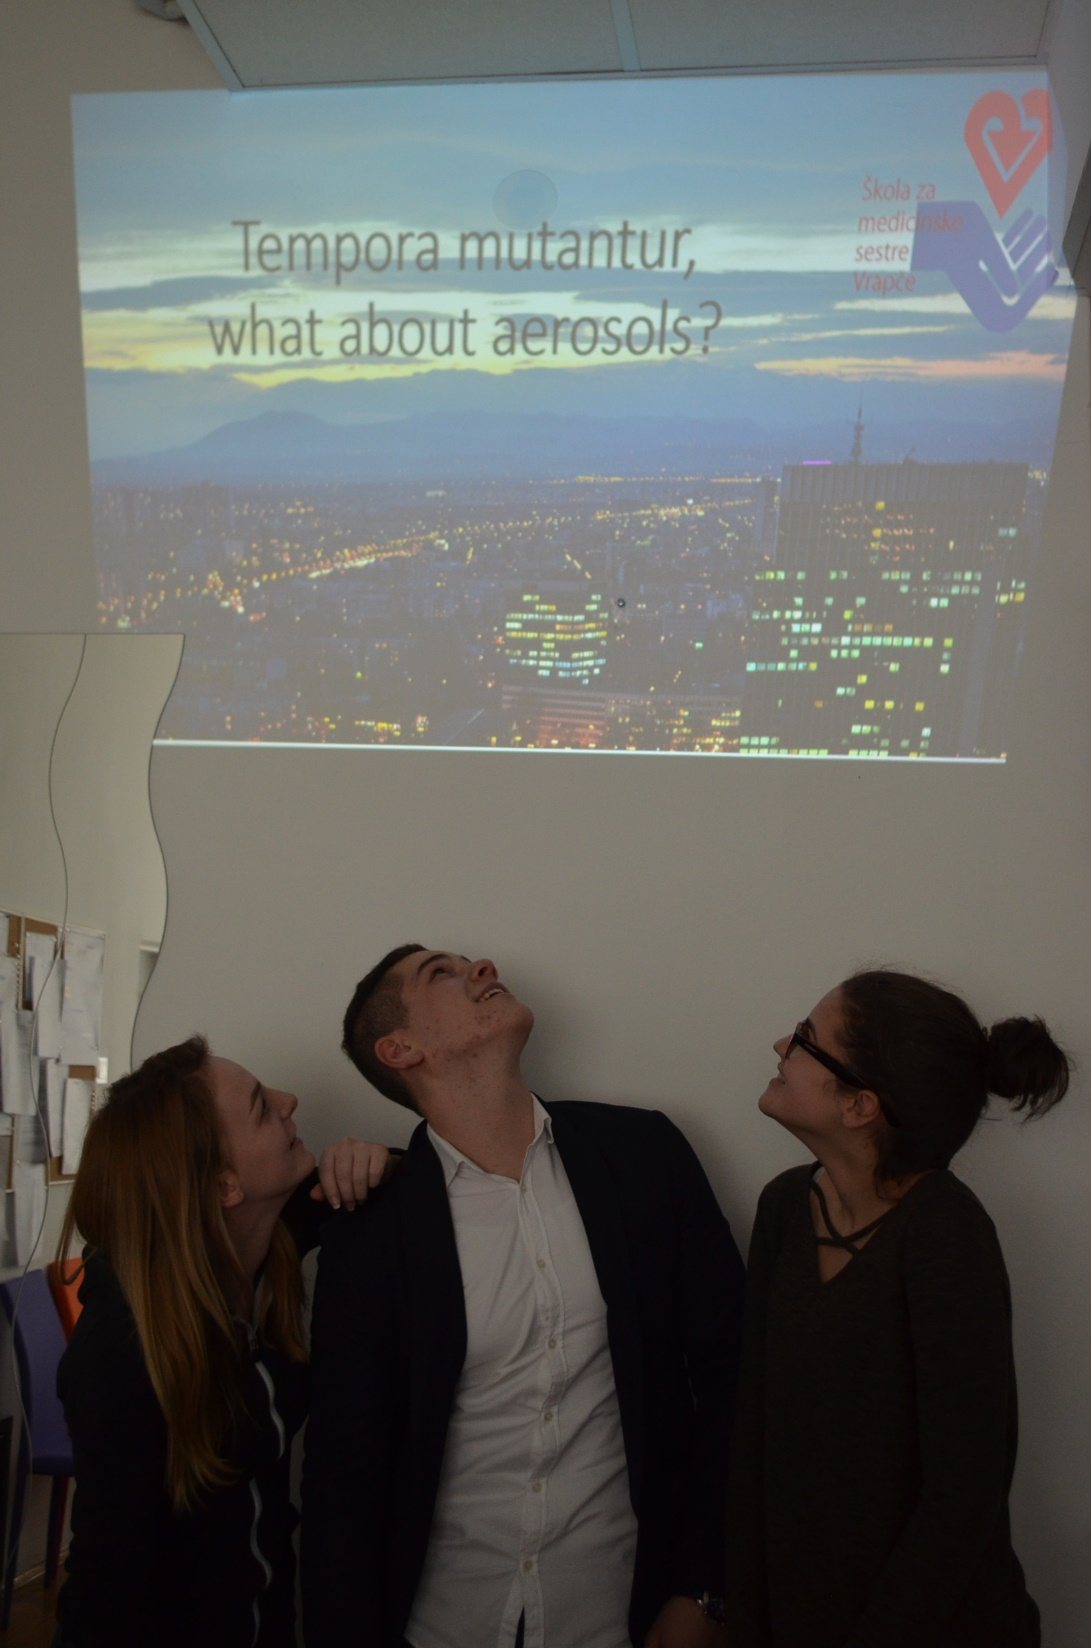 Tempora mutantur,
what about aerosols?
Škola za
medicinske
sestre
Vrapče